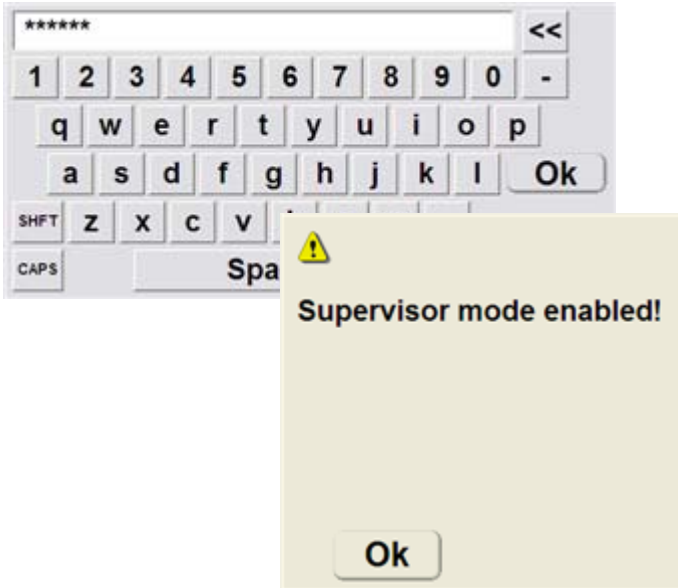 ****** <<
1 2 3 4 5 6 7 8 9 0 -
q w e r t y u i o p
a s d f g h j k l Ok
SHFT z x c v
CAPS Spa
Supervisor mode enabled!
Ok